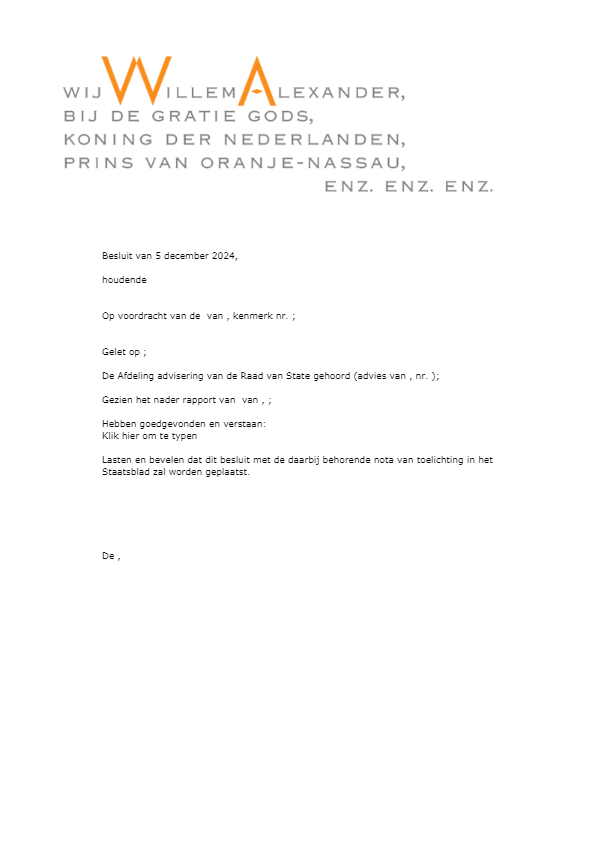 WIJ WILLEM ALEXANDER,
BIJ DE GRATIE GODS,
KONING DER NEDERLANDEN,
PRINS VAN ORANJE-NASSAU,
ENZ. ENZ. ENZ.
Besluit van 5 december 2024,
houdende
Op voordracht van de  van , kenmerk nr. ;
Gelet op ;
De Afdeling advisering van de Raad van State gehoord (advies van , nr. );
Gezien het nader rapport van  van , ;
Hebben goedgevonden en verstaan:
Klik hier om te typen
Lasten en bevelen dat dit besluit met de daarbij behorende nota van toelichting in het
Staatsblad zal worden geplaatst.
De ,